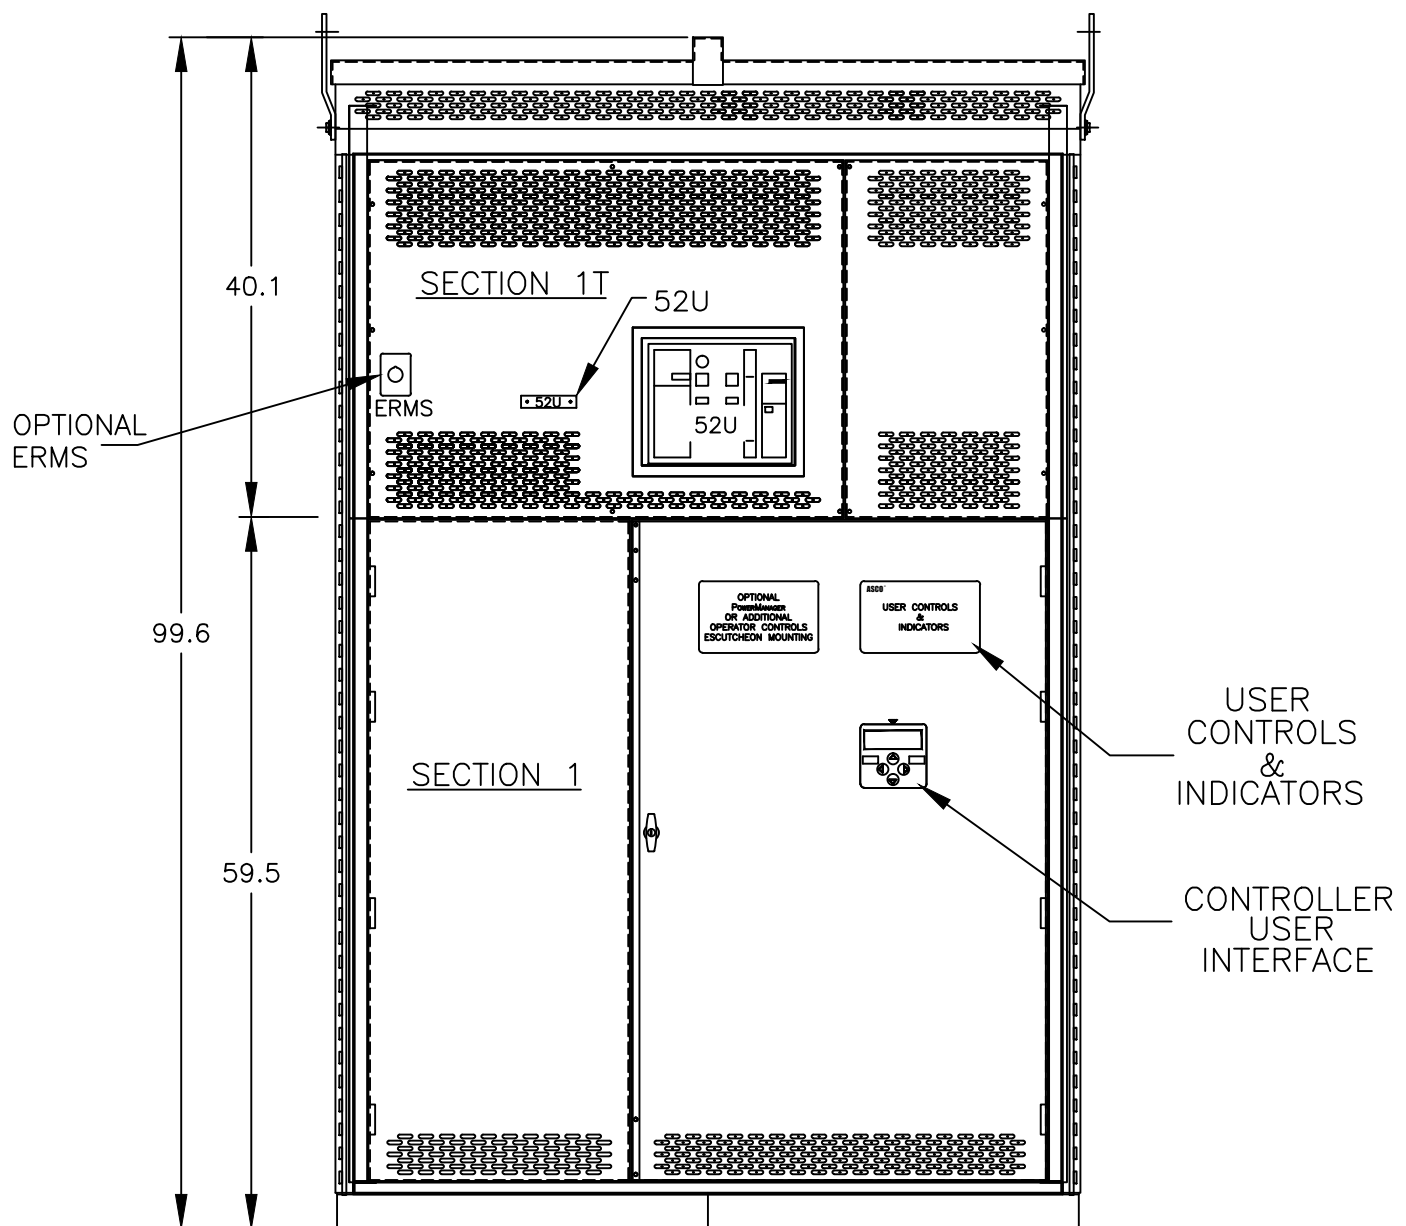 40.1
SECTION 1T
52U
ERMS
52U
52U
OPTIONAL
ERMS
99.6
OPTIONAL
POWERMANAGER
OR ADDITIONAL
OPERATOR CONTROLS
ESCUTCHEON MOUNTING
ASCO
USER CONTROLS
&
INDICATORS
USER
CONTROLS
&
INDICATORS
SECTION 1
59.5
CONTROLLER
USER
INTERFACE